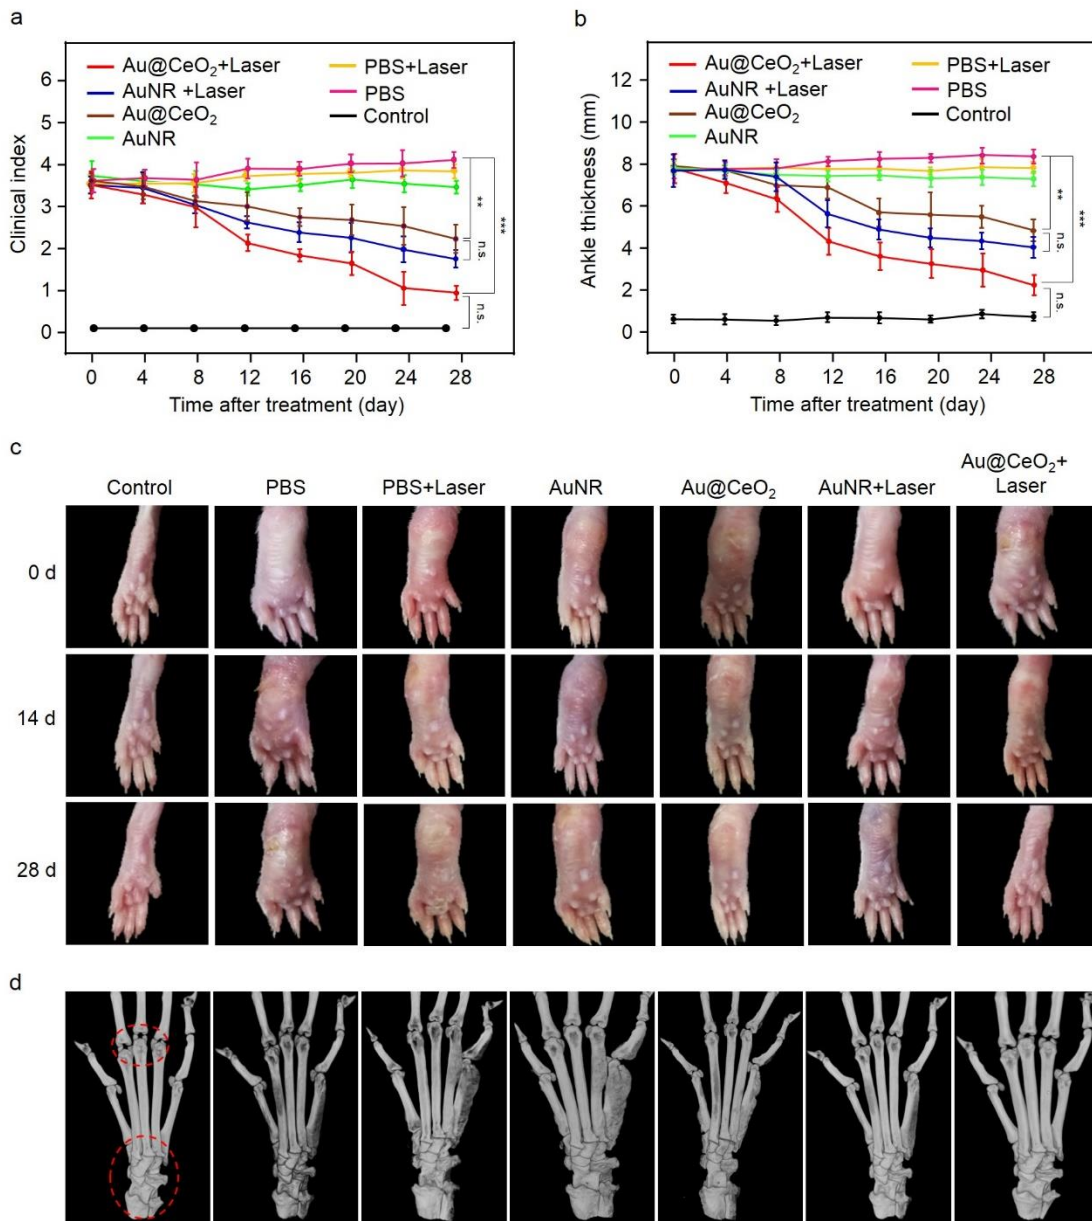 a
Clinical index
6
5
4
3
2
1
0
Au@CeO₂+Laser
AuNR +Laser
Au@CeO₂
AuNR
PBS+Laser
PBS
Control
**
***
n.s.
n.s.
0 4 8 12 16 20 24 28
Time after treatment (day)
b
Ankle thickness (mm)
12
10
8
6
4
2
0
Au@CeO₂+Laser
AuNR +Laser
Au@CeO₂
AuNR
PBS+Laser
PBS
Control
**
***
n.s.
n.s.
0 4 8 12 16 20 24 28
Time after treatment (day)
c
Control PBS PBS+Laser AuNR Au@CeO₂ AuNR+Laser Au@CeO₂+
Laser
0 d
14 d
28 d
d